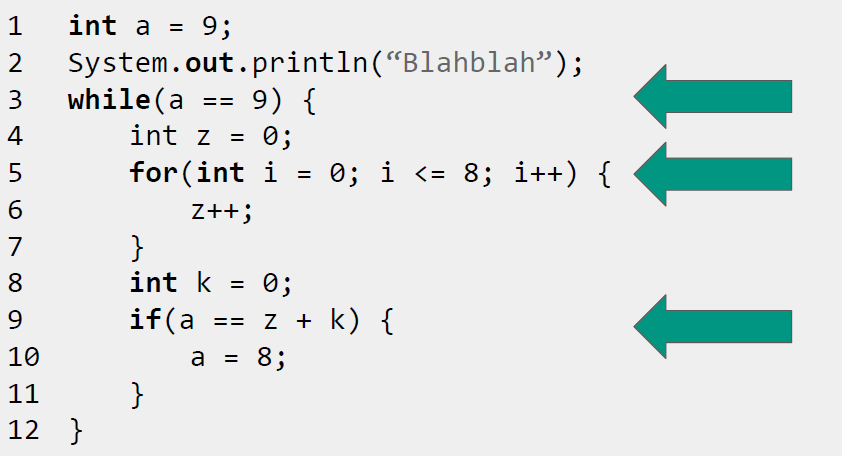 1 int a = 9;
2 System.out.println(“Blahblah”);
3 while(a == 9) {
4 int z = 0;
5 for(int i = 0; i <= 8; i++) {
6 z++;
7 }
8 int k = 0;
9 if(a == z + k) {
10 a = 8;
11 }
12 }